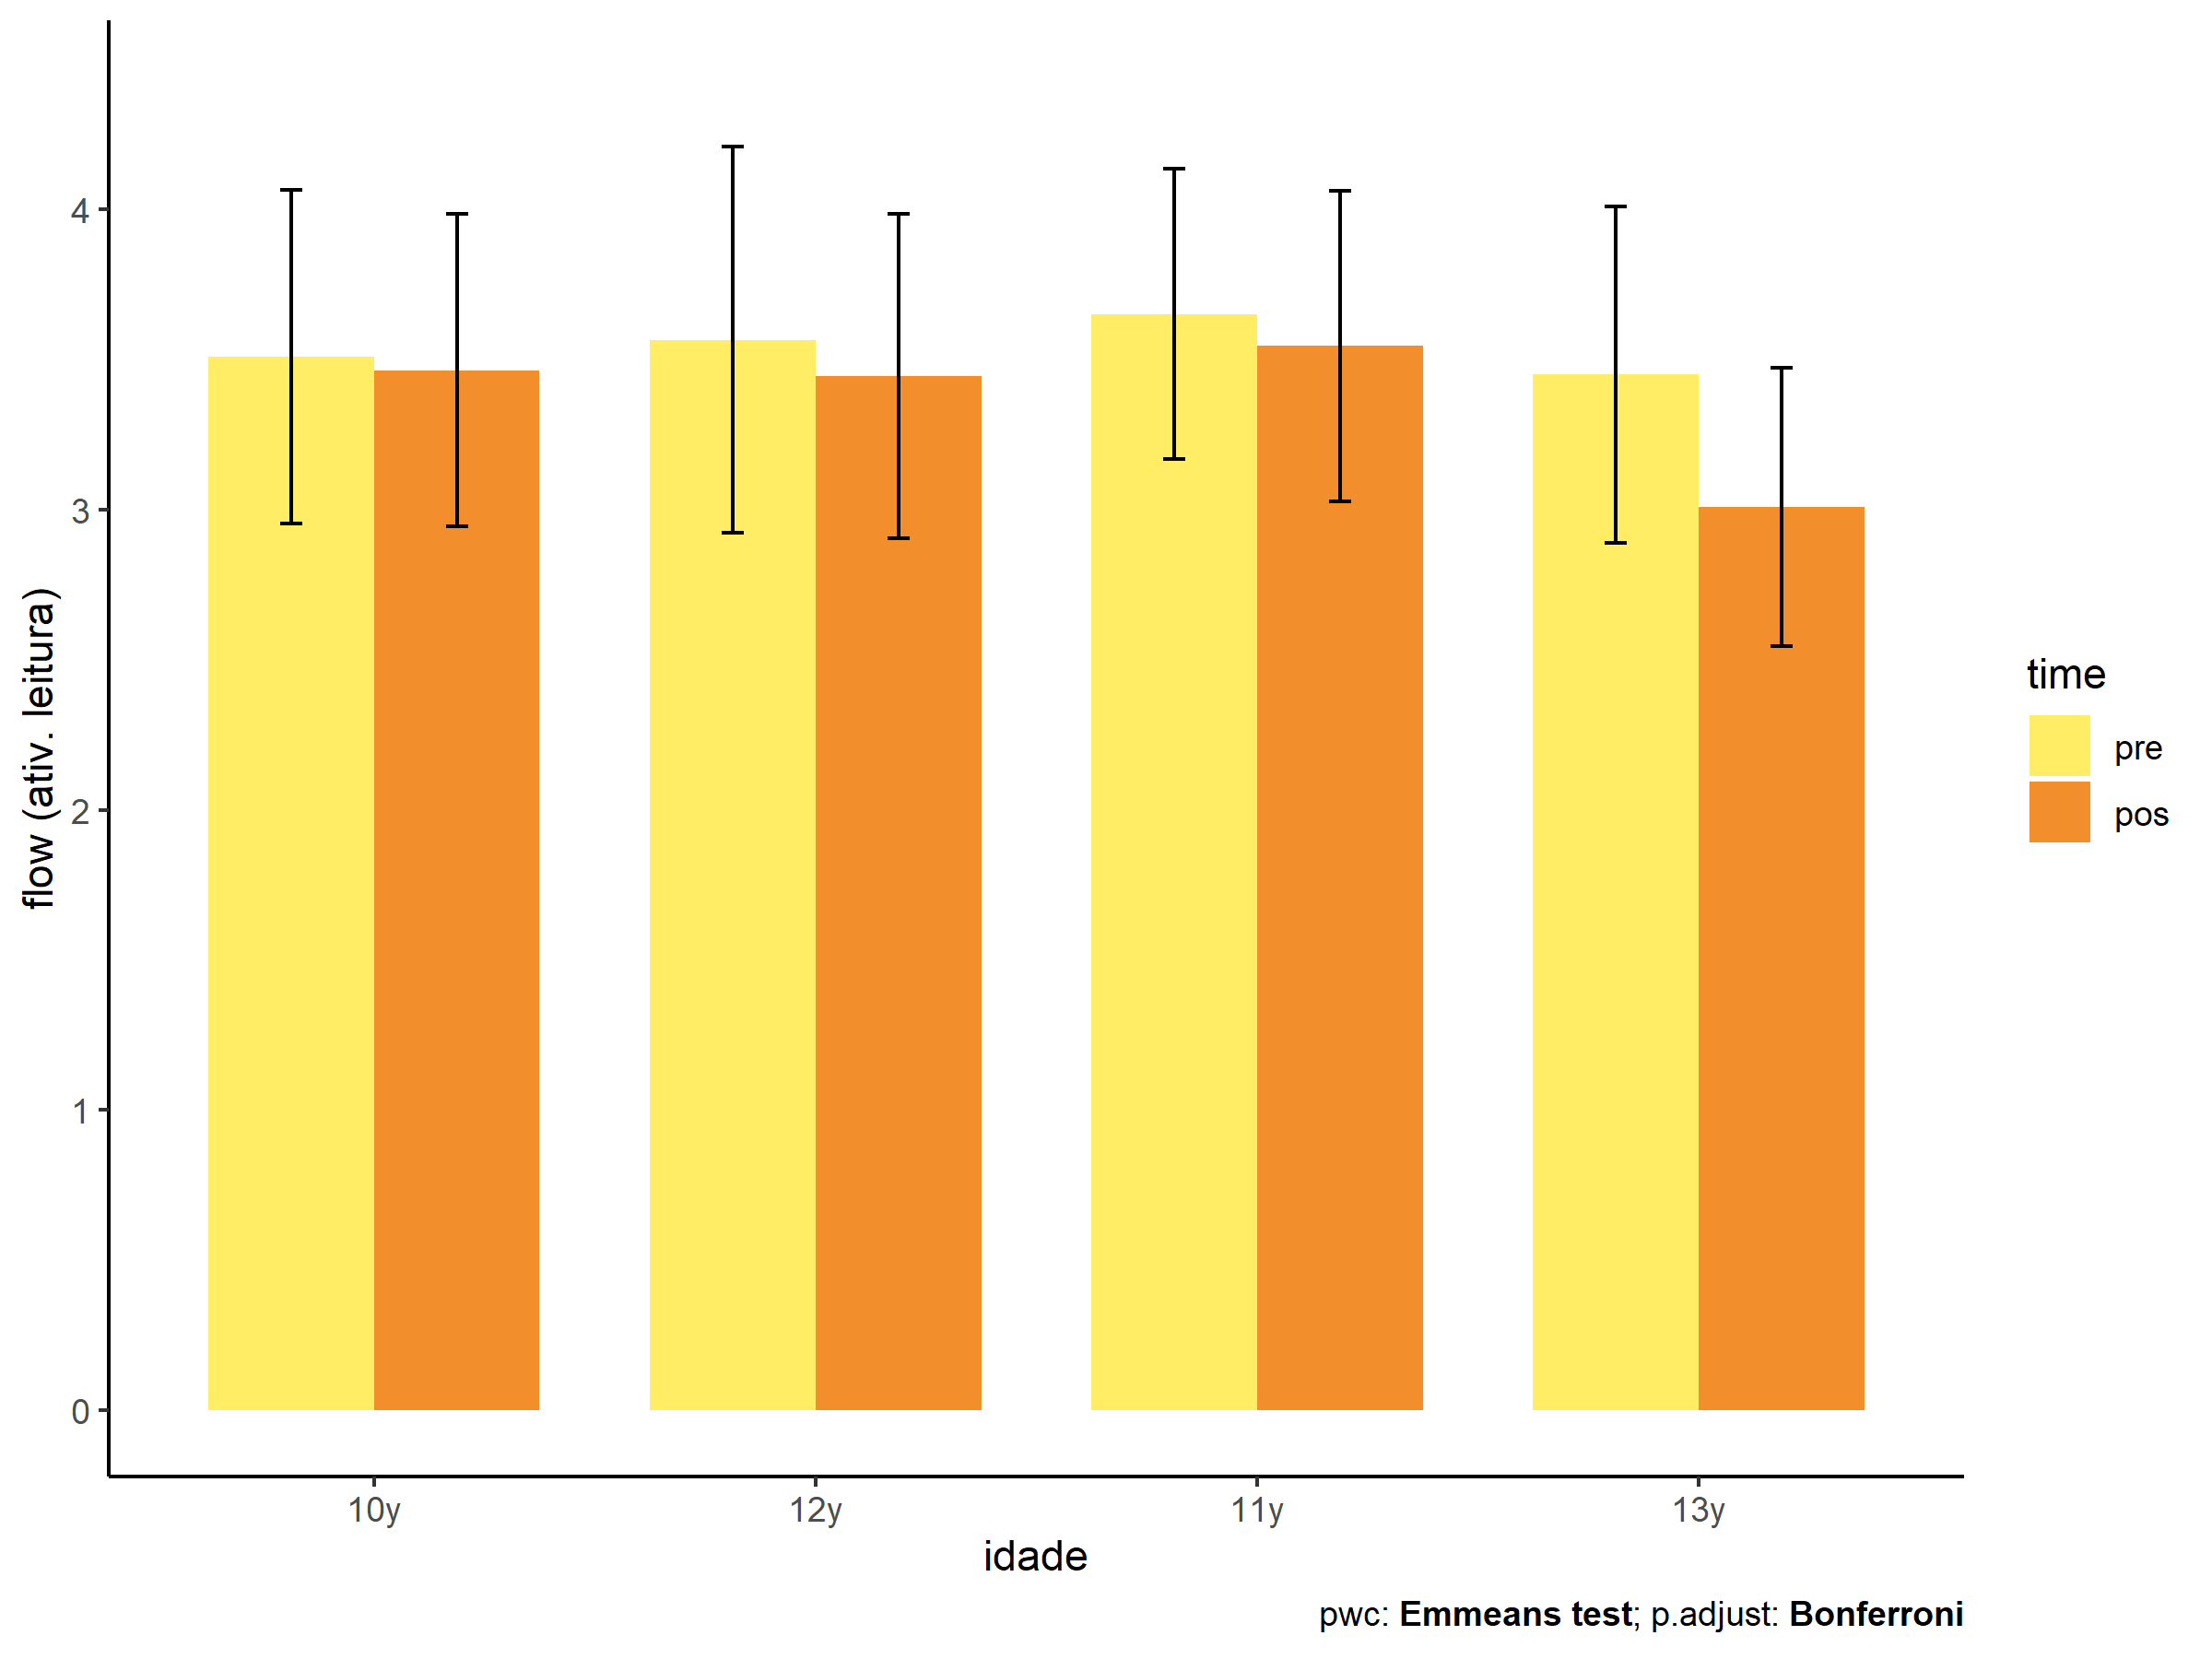 flow (ativ. leitura)
4
3
2
1
0
10y
12y
11y
13y
idade
time
pre
pos
pwc: Emmeans test; p.adjust: Bonferroni